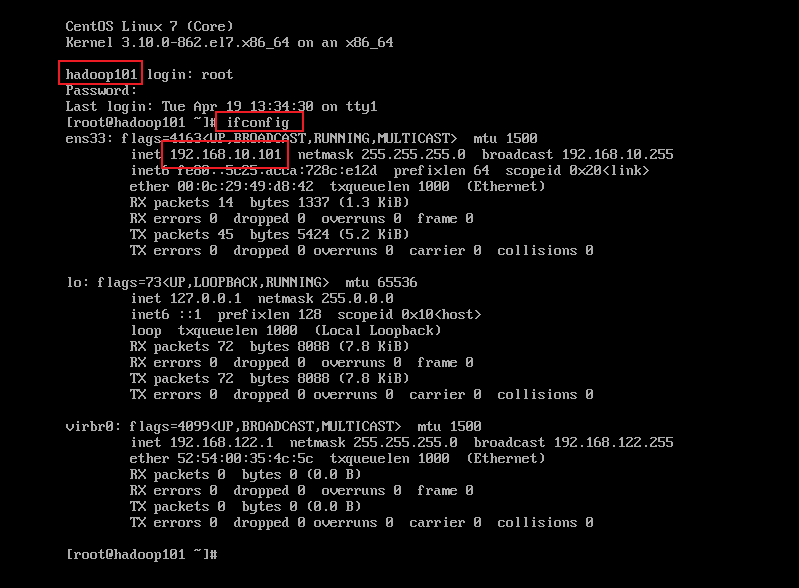 CentOS Linux 7 (Core)
Kernel 3.10.0-862.el7.x86_64 on an x86_64
hadoop101 login: root
Password:
Last login: Tue Apr 19 13:34:30 on tty1
[root@hadoop101 ~]# ifconfig
ens33: flags=4163<UP,BROADCAST,RUNNING,MULTICAST>  mtu 1500
inet 192.168.10.101  netmask 255.255.255.0  broadcast 192.168.10.255
inet6 fe80::5c25:acca:728c:e12d  prefixlen 64  scopeid 0x20<link>
ether 00:0c:29:49:d8:42  txqueuelen 1000  (Ethernet)
RX packets 14  bytes 1337 (1.3 KiB)
RX errors 0  dropped 0  overruns 0  frame 0
TX packets 45  bytes 5424 (5.2 KiB)
TX errors 0  dropped 0 overruns 0  carrier 0  collisions 0
lo: flags=73<UP,LOOPBACK,RUNNING>  mtu 65536
inet 127.0.0.1  netmask 255.0.0.0
inet6 ::1  prefixlen 128  scopeid 0x10<host>
loop  txqueuelen 1000  (Local Loopback)
RX packets 72  bytes 8088 (7.8 KiB)
RX errors 0  dropped 0  overruns 0  frame 0
TX packets 72  bytes 8088 (7.8 KiB)
TX errors 0  dropped 0 overruns 0  carrier 0  collisions 0
virbr0: flags=4099<UP,BROADCAST,MULTICAST>  mtu 1500
inet 192.168.122.1  netmask 255.255.255.0  broadcast 192.168.122.255
ether 52:54:00:35:4c:5c  txqueuelen 1000  (Ethernet)
RX packets 0  bytes 0 (0.0 B)
RX errors 0  dropped 0  overruns 0  frame 0
TX packets 0  bytes 0 (0.0 B)
TX errors 0  dropped 0 overruns 0  carrier 0  collisions 0
[root@hadoop101 ~]#